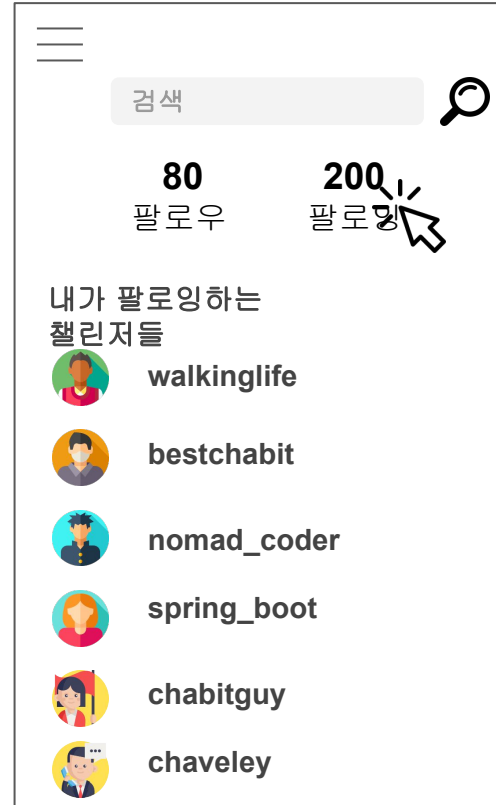 검색
80
200
팔로우
팔로잉
내가 팔로잉하는
챌린저들
walkinglife
bestchabit
nomad_coder
spring_boot
chabitguy
chaveley